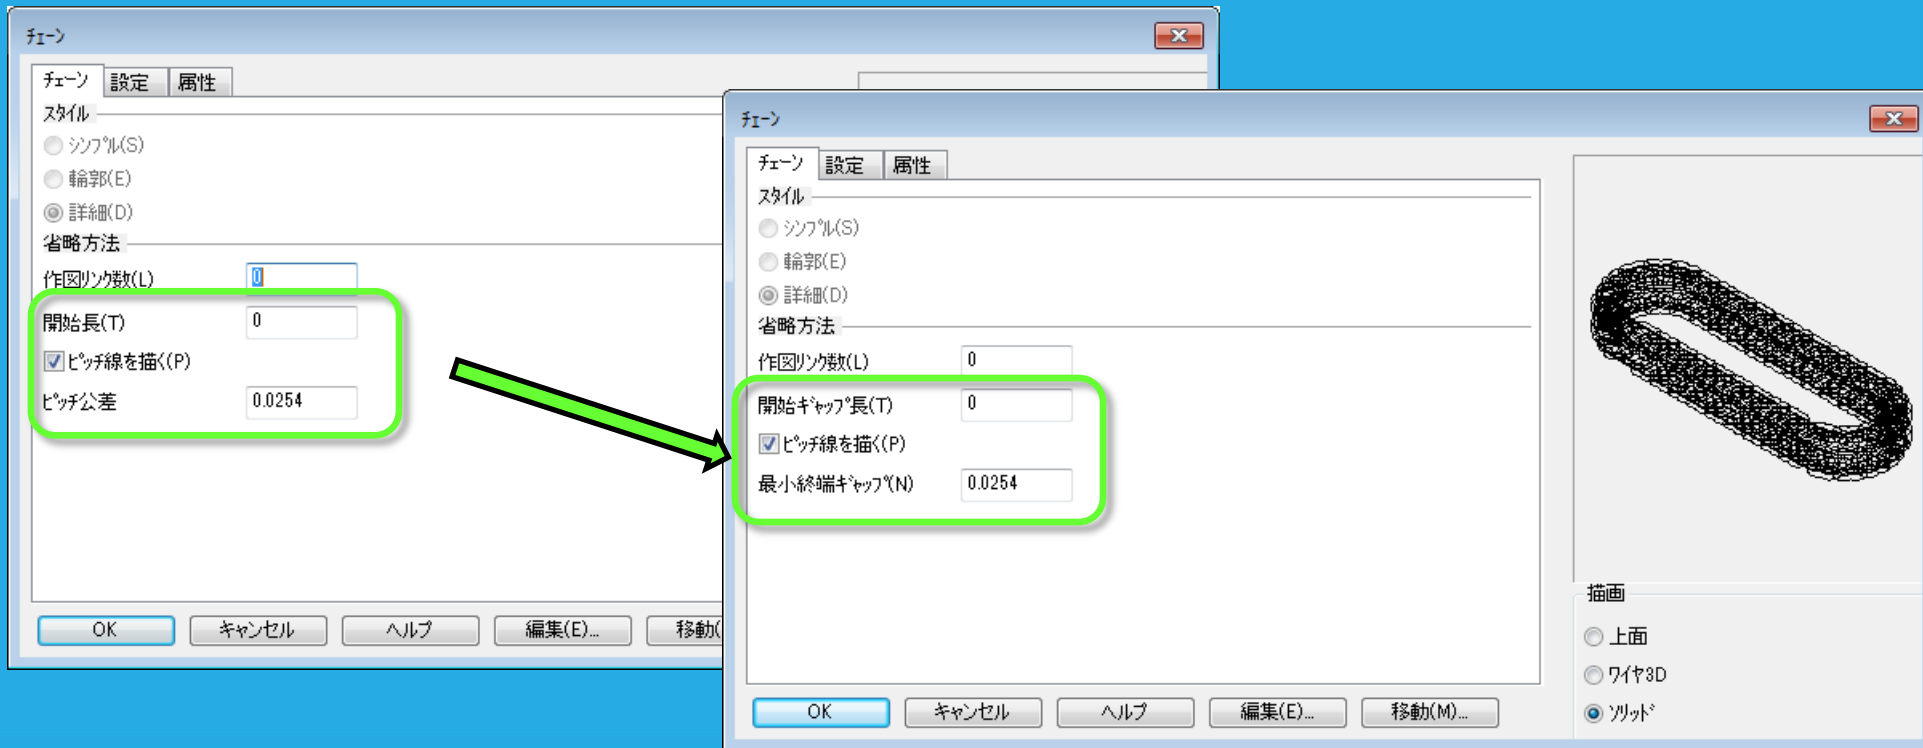 ﾁｪｰﾝ
ﾁｪｰﾝ 設定 属性
ｽﾀｲﾙ
ｼﾝﾌﾟﾙ(S)
輪郭(E)
詳細(D)
省略方法
作図ﾘﾝｸ数(L) 0
開始長(T) 0
ﾋﾟｯﾁ線を描く(P)
ﾋﾟｯﾁ公差 0.0254
OK キャンセル ヘルプ 編集(E)... 移動(
ﾁｪｰﾝ
ﾁｪｰﾝ 設定 属性
ｽﾀｲﾙ
ｼﾝﾌﾟﾙ(S)
輪郭(E)
詳細(D)
省略方法
作図ﾘﾝｸ数(L) 0
開始ｷﾞｬｯﾌﾟ長(T) 0
ﾋﾟｯﾁ線を描く(P)
最小終端ｷﾞｬｯﾌﾟ(N) 0.0254
OK キャンセル ヘルプ 編集(E)... 移動(M)...
描画
上面
ﾜｲﾔ3D
ｿﾘｯﾄﾞ